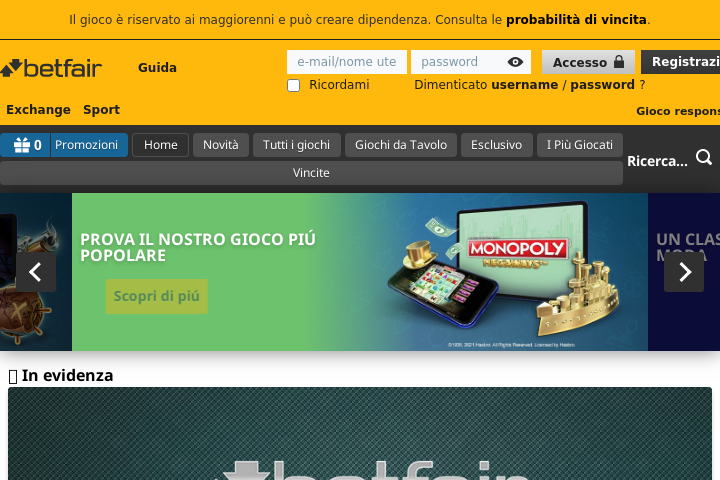 Il gioco è riservato ai maggiorenni e può creare dipendenza. Consulta le probabilità di vincita.
betfair
Guida
e-mail/nome ute
password
Accesso
Registrazi
Ricordami
Dimenticato username / password ?
Exchange
Sport
Gioco respons
0
Promozioni
Home
Novità
Tutti i giochi
Giochi da Tavolo
Esclusivo
I Più Giocati
Vincite
Ricerca...
PROVA IL NOSTRO GIOCO PIÚ
POPOLARE
Scopri di piú
MONOPOLY
MEGAWAYS
©1935, 2021 Hasbro. All Rights Reserved. Licensed by Hasbro.
UN CLAS
MODA
In evidenza
betfair